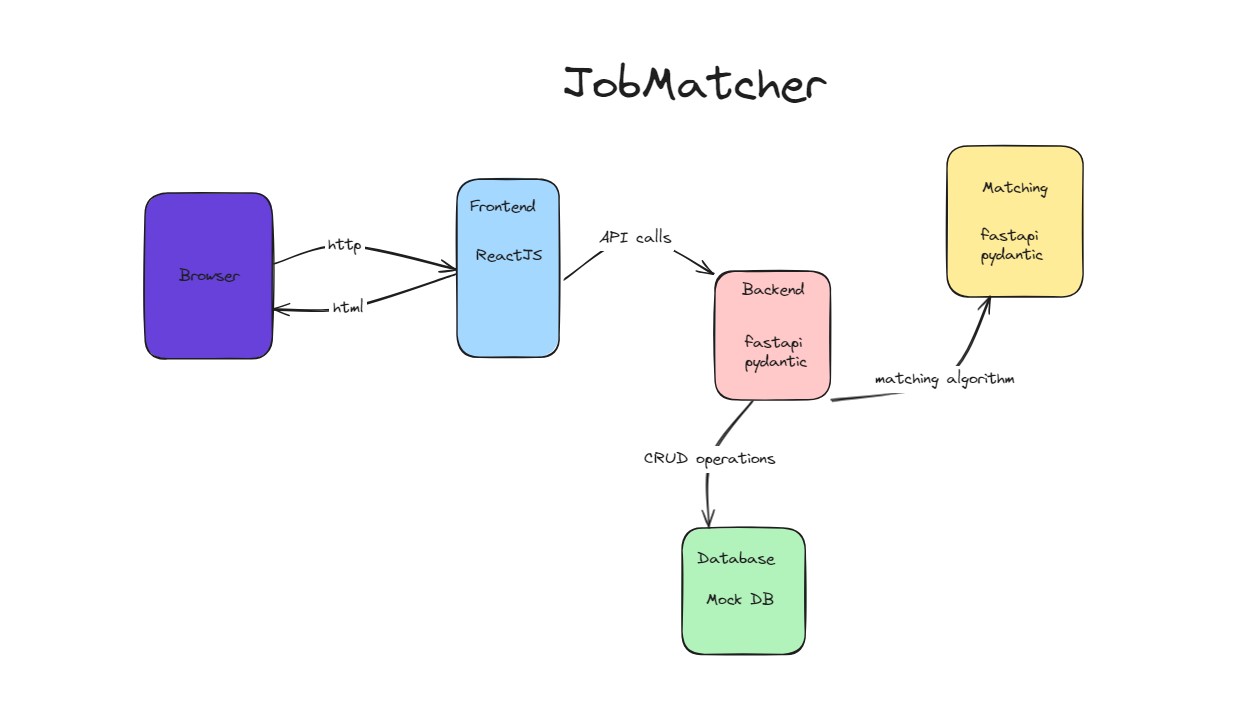 JobMatcher
Browser
http
html
Frontend
ReactJS
API calls
Backend
fastapi
pydantic
matching algorithm
Matching
fastapi
pydantic
CRUD operations
Database
Mock DB